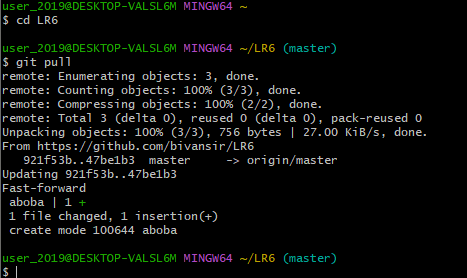 user_2019@DESKTOP-VALSL6M MINGW64 ~
$ cd LR6
user_2019@DESKTOP-VALSL6M MINGW64 ~/LR6 (master)
$ git pull
remote: Enumerating objects: 3, done.
remote: Counting objects: 100% (3/3), done.
remote: Compressing objects: 100% (2/2), done.
remote: Total 3 (delta 0), reused 0 (delta 0), pack-reused 0
Unpacking objects: 100% (3/3), 756 bytes | 27.00 KiB/s, done.
From https://github.com/bivansir/LR6
921f53b..47be1b3 master -> origin/master
Updating 921f53b..47be1b3
Fast-forward
aboba | 1 +
1 file changed, 1 insertion(+)
create mode 100644 aboba
user_2019@DESKTOP-VALSL6M MINGW64 ~/LR6 (master)
$